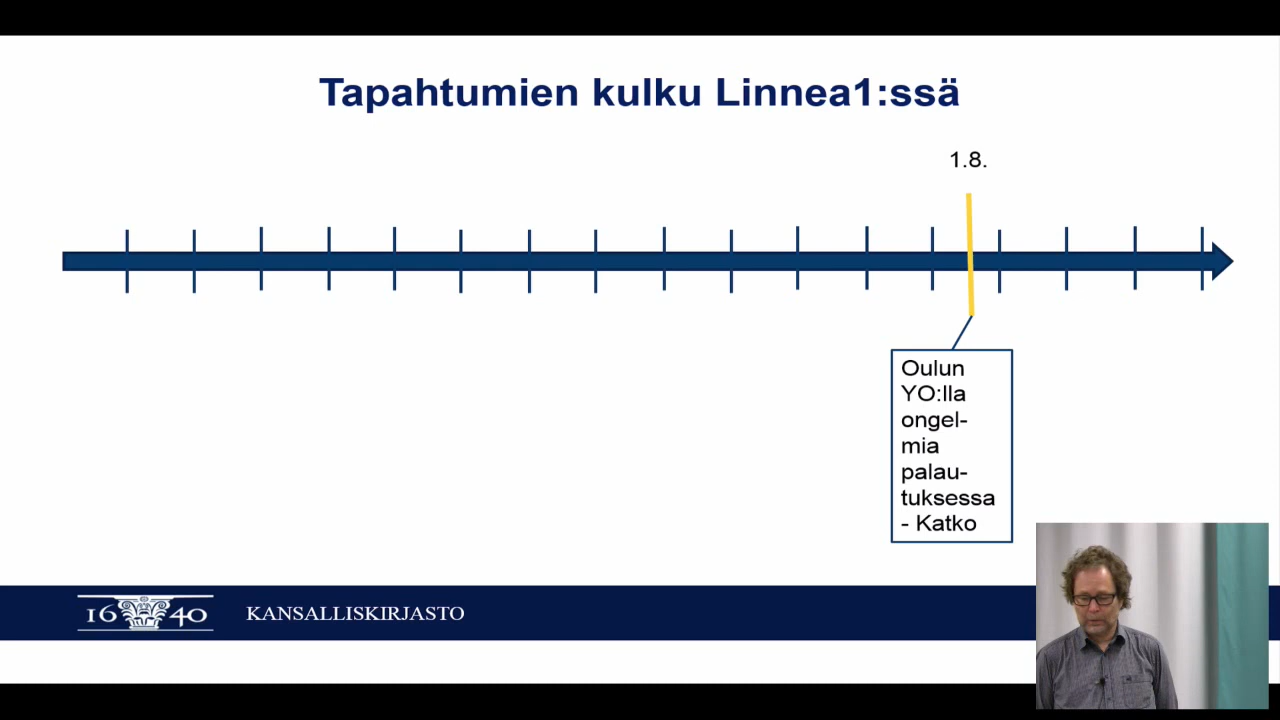 Tapahtumien kulku Linnea1:ssä
1.8.
Oulun
YO:lla
ongel-
mia
palau-
tuksessa
- Katko
16 40
KANSALLISKIRJASTO